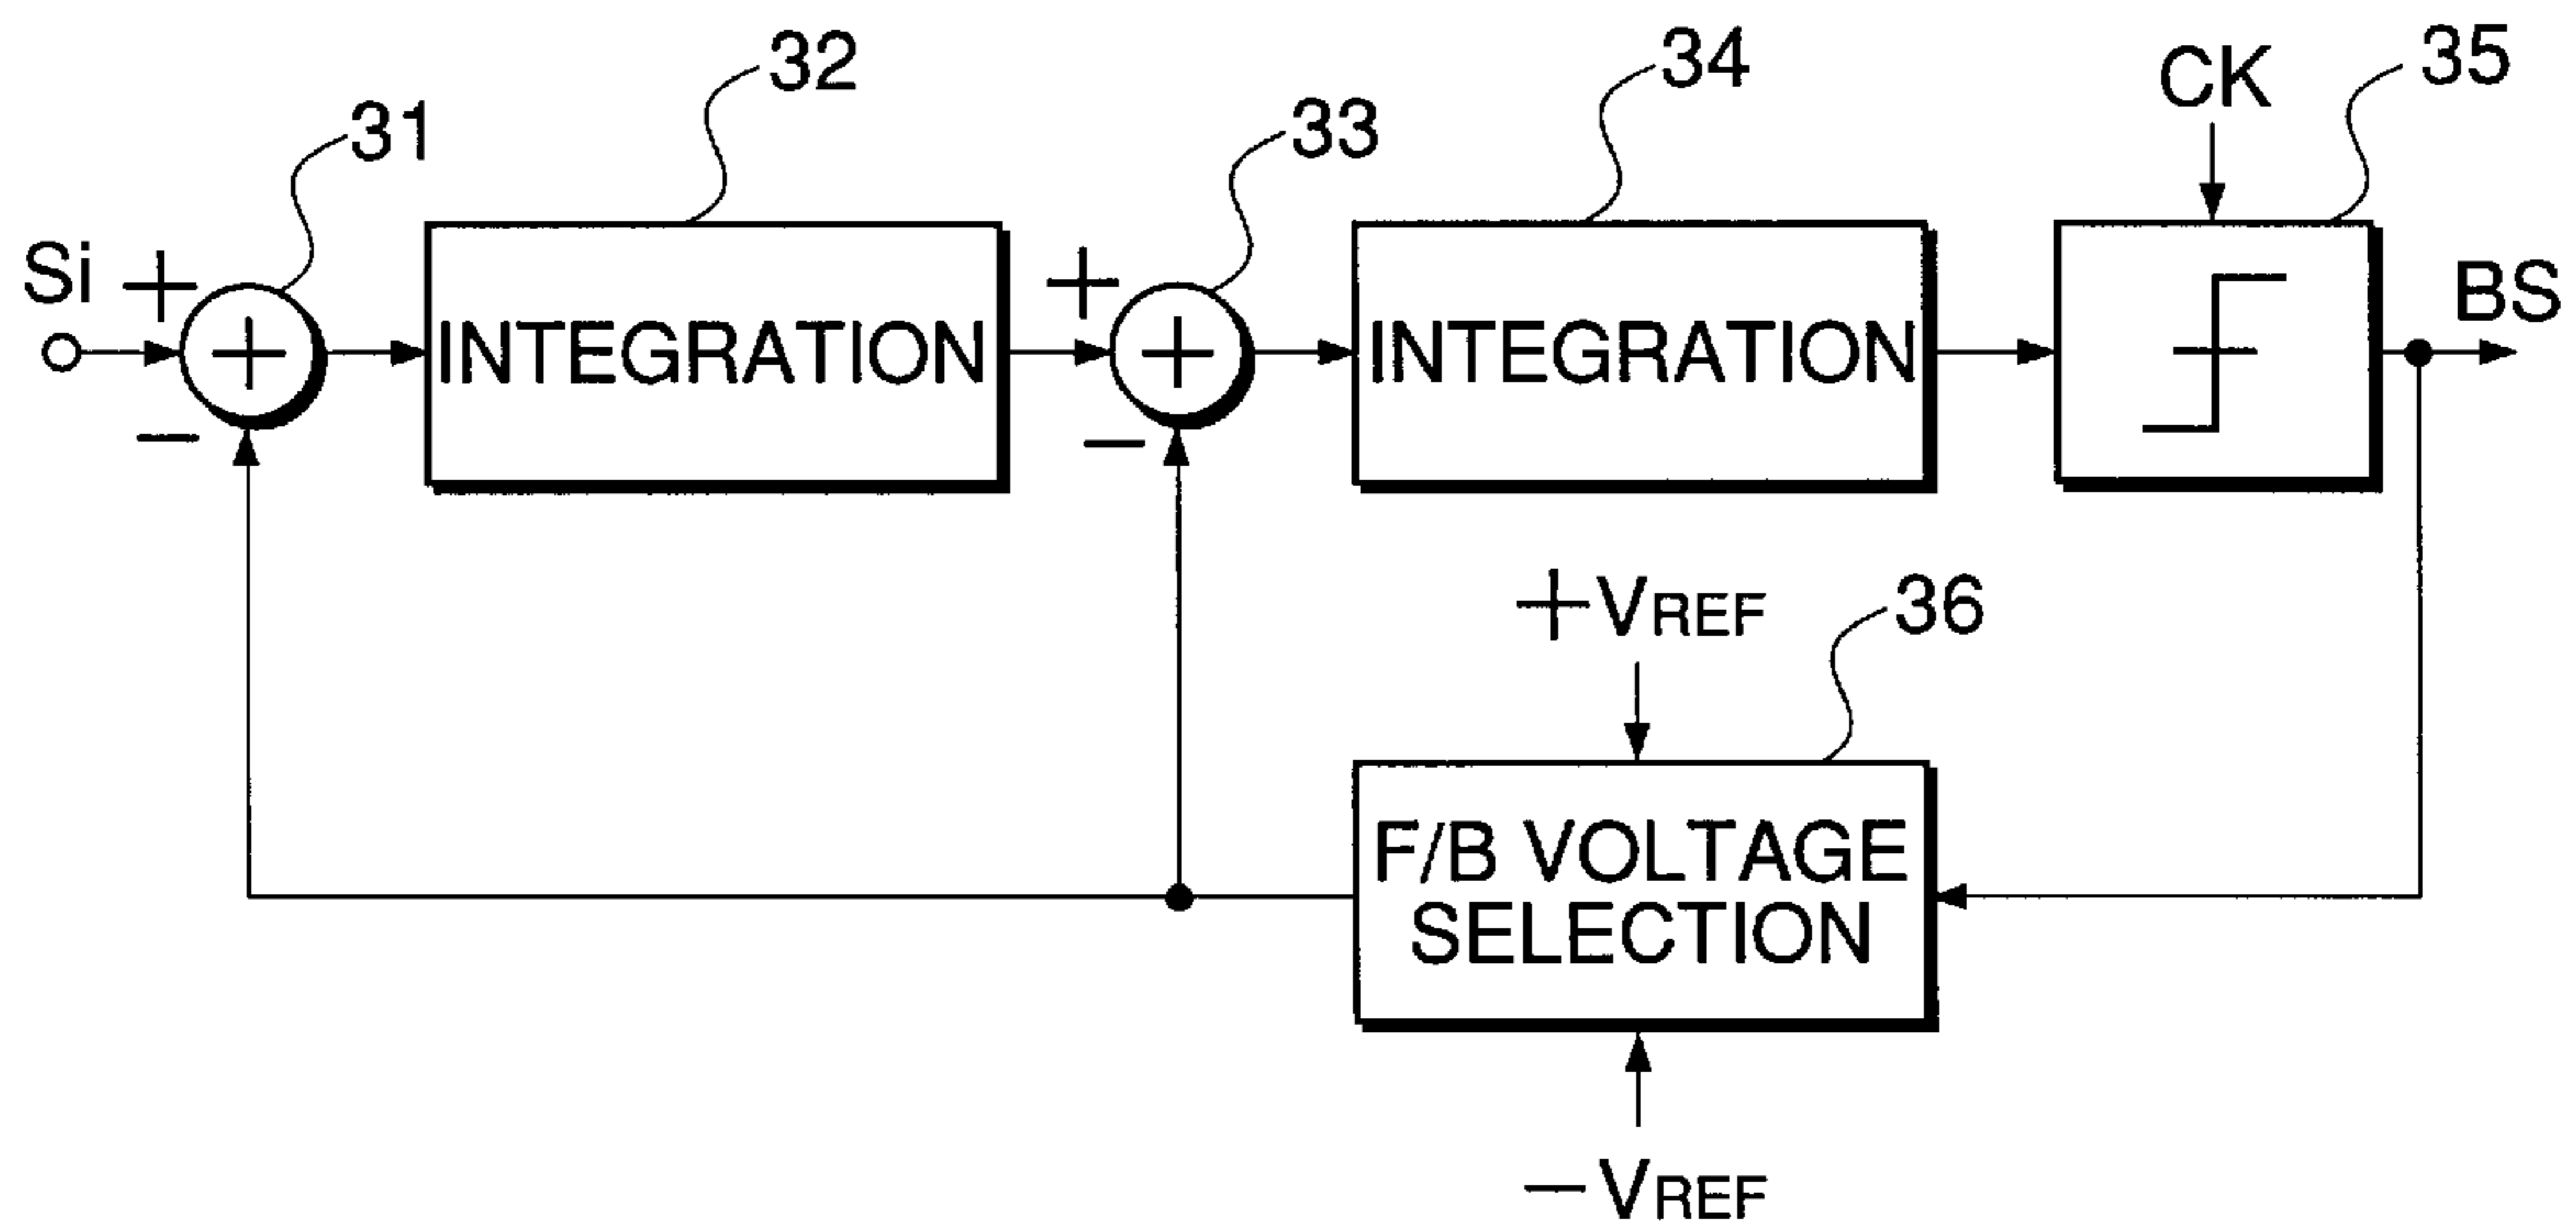 32
34
CK
35
31
33
Si
+
+
BS
+
INTEGRATION
+
INTEGRATION
−
−
+VREF
36
F/B VOLTAGE
SELECTION
−VREF